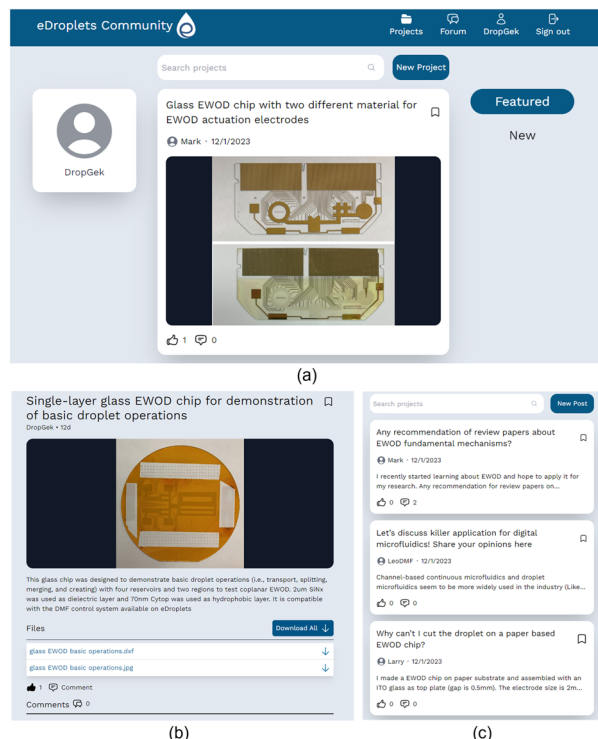 eDroplets Community
Projects
Forum
DropGek
Sign out
Search projects
New Project
DropGek
Glass EWOD chip with two different material for
EWOD actuation electrodes
Mark · 12/1/2023
1
0
Featured
New
(a)
Single-layer glass EWOD chip for demonstration
of basic droplet operations
DropGek • 12d
This glass chip was designed to demonstrate basic droplet operations (i.e., transport, splitting,
merging, and creating) with four reservoirs and two regions to test coplanar EWOD. 2um SiNx
was used as dielectric layer and 70nm Cytop was used as hydrophobic layer. It is compatible
with the DMF control system available on eDroplets
Files
Download All
glass EWOD basic operations.dxf
glass EWOD basic operations.jpg
1
Comment
Comments
0
(b)
Search projects
New Post
Any recommendation of review papers about
EWOD fundamental mechanisms?
Mark · 12/1/2023
I recently started learning about EWOD and hope to apply it for
my research. Any recommendation for review papers on...
0
2
Let's discuss killer application for digital
microfluidics! Share your opinions here
LeoDMF · 12/1/2023
Channel-based continuous microfluidics and droplet
microfluidics seem to be more widely used in the industry (Like...
0
0
Why can't I cut the droplet on a paper based
EWOD chip?
Larry · 12/1/2023
I made a EWOD chip on paper substrate and assembled with an
ITO glass as top plate (gap is 0.5mm). The electrode size is 2m...
0
0
(c)